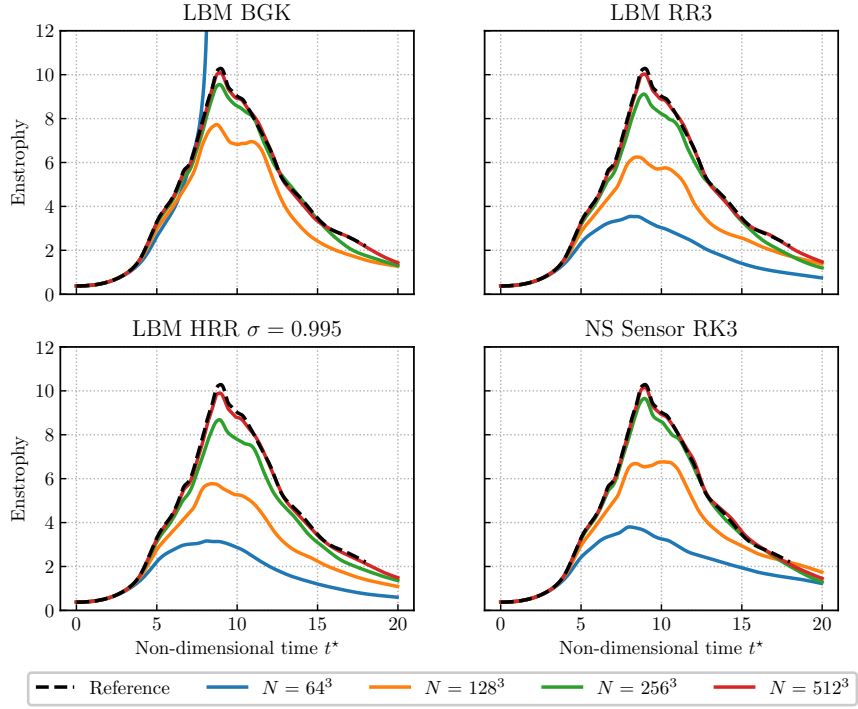 LBM BGK
LBM RR3
12
10
8
6
4
2
0
Enstrophy
LBM HRR σ = 0.995
NS Sensor RK3
12
10
8
6
4
2
0
Enstrophy
0 5 10 15 20
0 5 10 15 20
Non-dimensional time t⋆
Non-dimensional time t⋆
Reference N = 64³ N = 128³ N = 256³ N = 512³